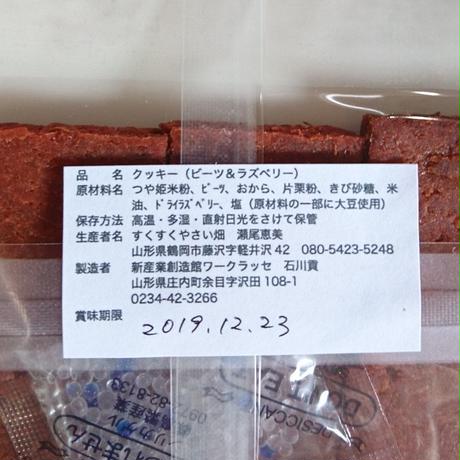 品　名 クッキー（ビーツ＆ラズベリー）
原材料名 つや姫米粉、ビーツ、おから、片栗粉、きび砂糖、米
油、ドライラズベリー、塩（原材料の一部に大豆使用）
保存方法 高温・多湿・直射日光をさけて保管
生産者名 すくすくやさい畑　瀬尾恵美
山形県鶴岡市藤沢字軽井沢 42　080-5423-5248
製造者 新産業創造館ワークラッセ　石川貢
山形県庄内町余目字沢田 108-1
0234-42-3266
賞味期限
2019.12.23
DESICCANT